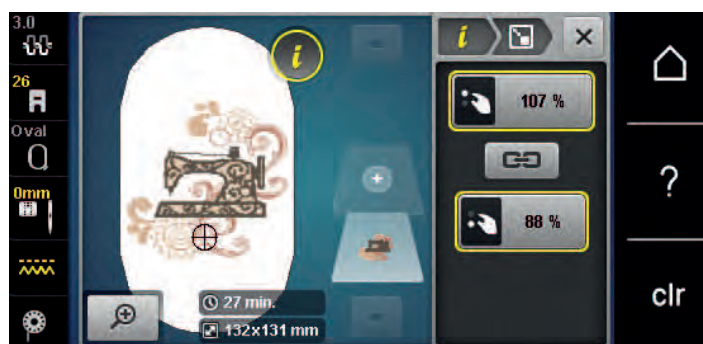 3.0
26
Oval
0mm
i
27 min.
132x131 mm
i
107 %
88 %
?
clr